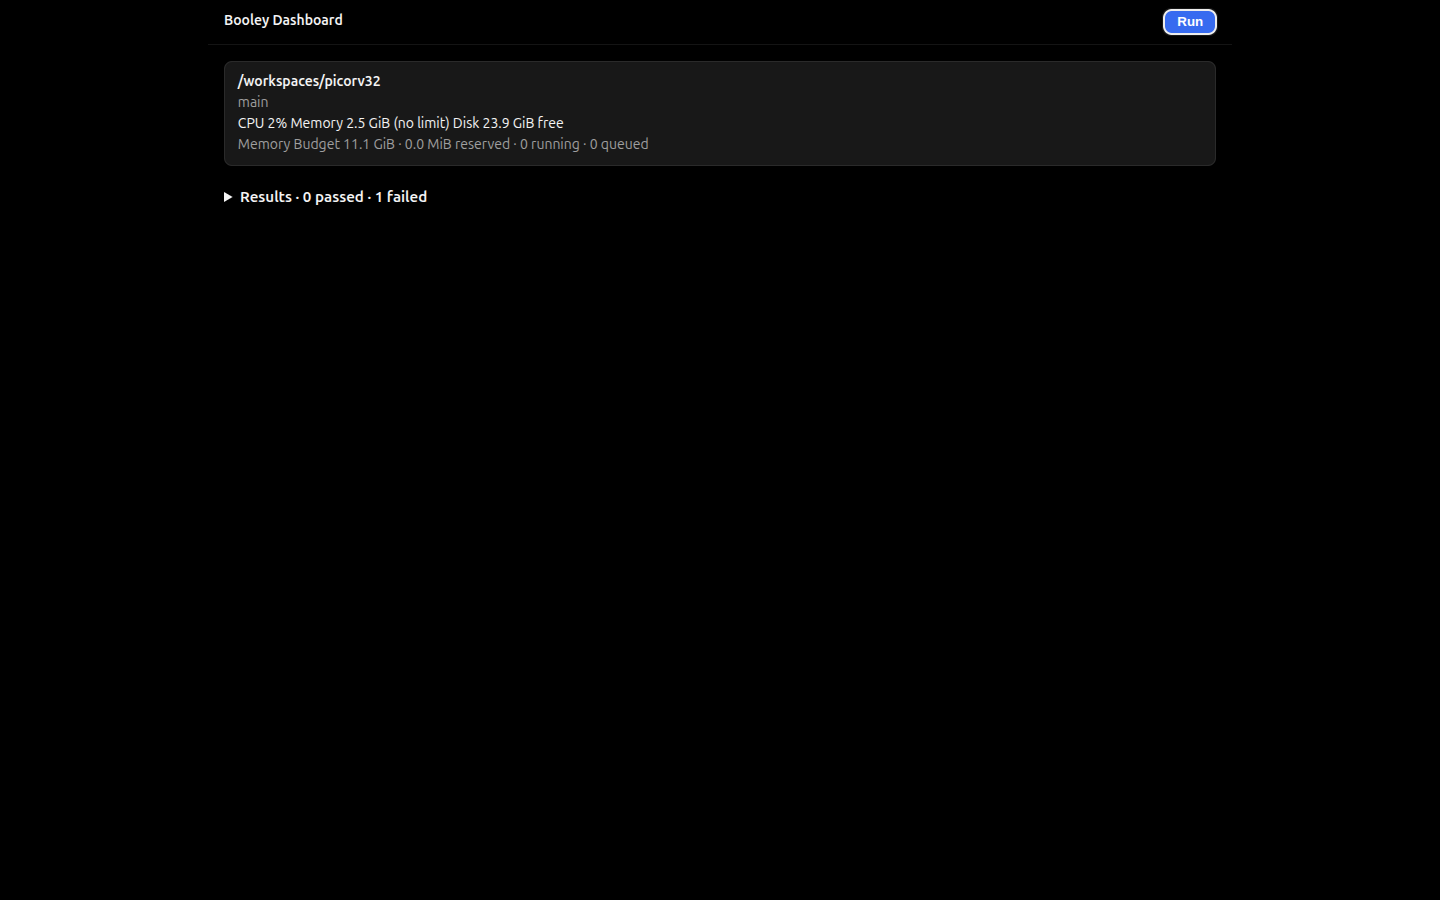 Booley Dashboard
Run
/workspaces/picorv32
main
CPU 2% Memory 2.5 GiB (no limit) Disk 23.9 GiB free
Memory Budget 11.1 GiB · 0.0 MiB reserved · 0 running · 0 queued
Results · 0 passed · 1 failed